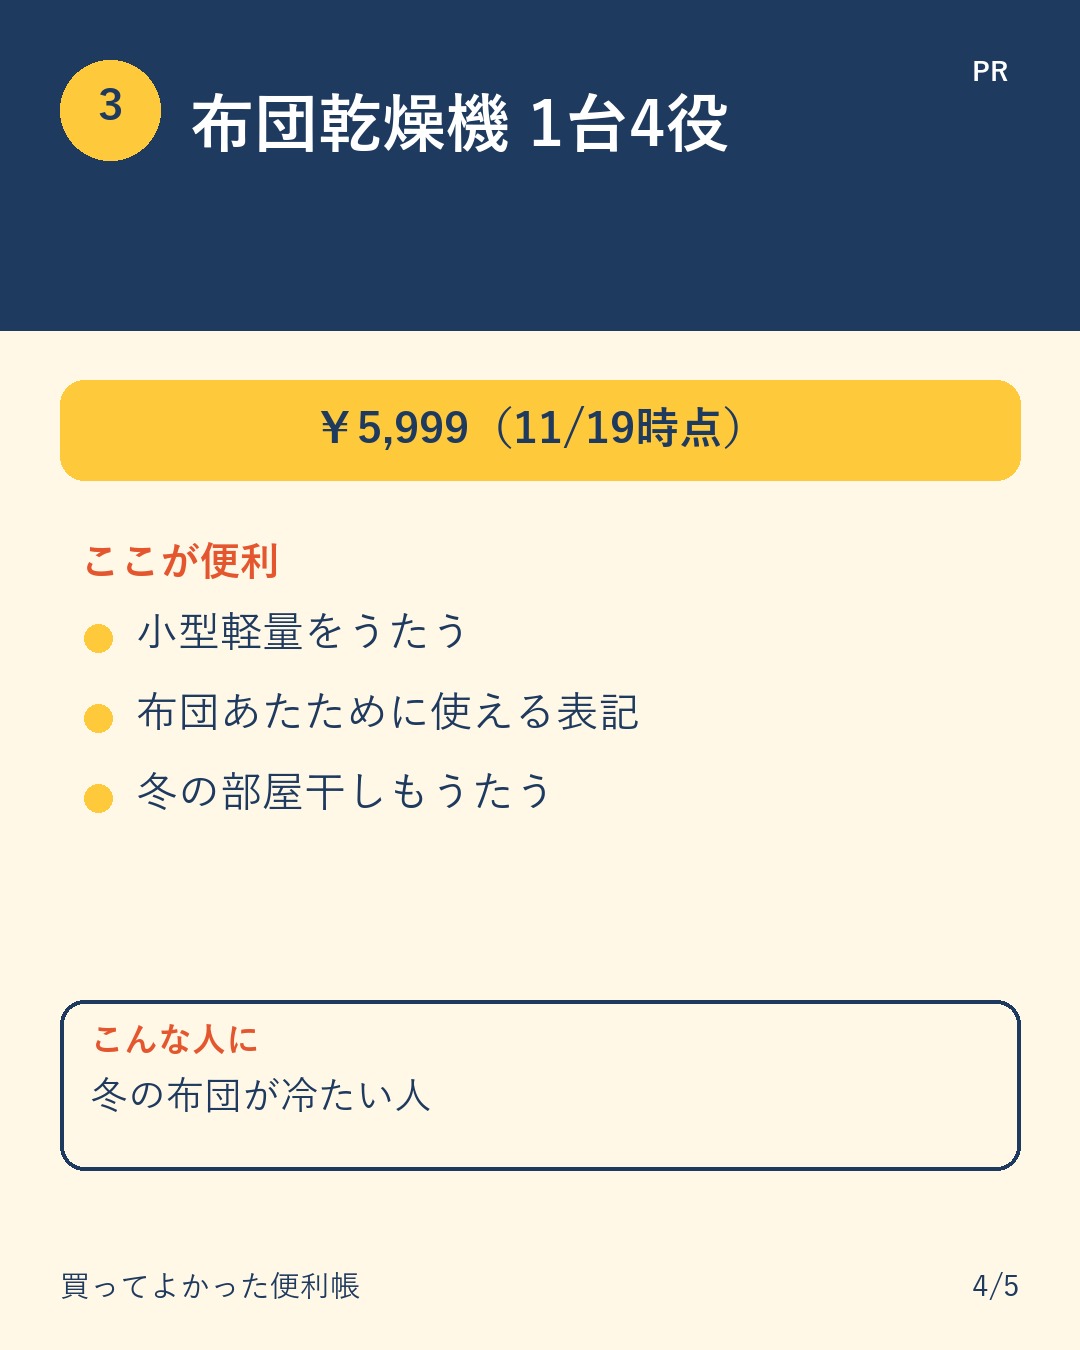 PR
3
布団乾燥機 1台4役
￥5,999（11/19時点）
ここが便利
小型軽量をうたう
布団あたために使える表記
冬の部屋干しもうたう
こんな人に
冬の布団が冷たい人
買ってよかった便利帳
4/5